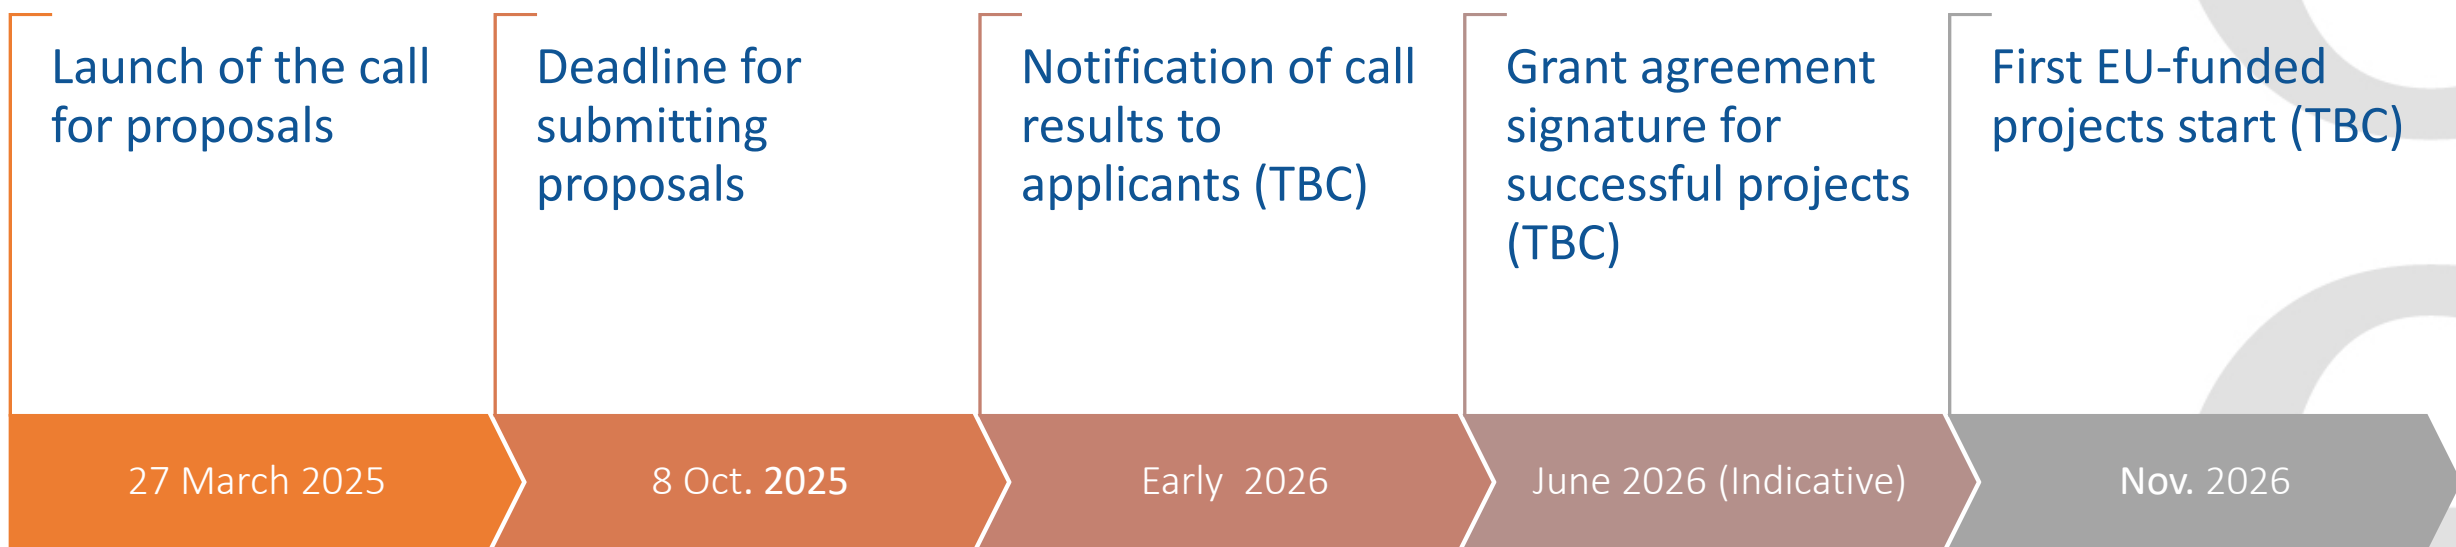 Launch of the call
for proposals
Deadline for
submitting
proposals
Notification of call
results to
applicants (TBC)
Grant agreement
signature for
successful projects
(TBC)
First EU-funded
projects start (TBC)
27 March 2025
8 Oct. 2025
Early 2026
June 2026 (Indicative)
Nov. 2026